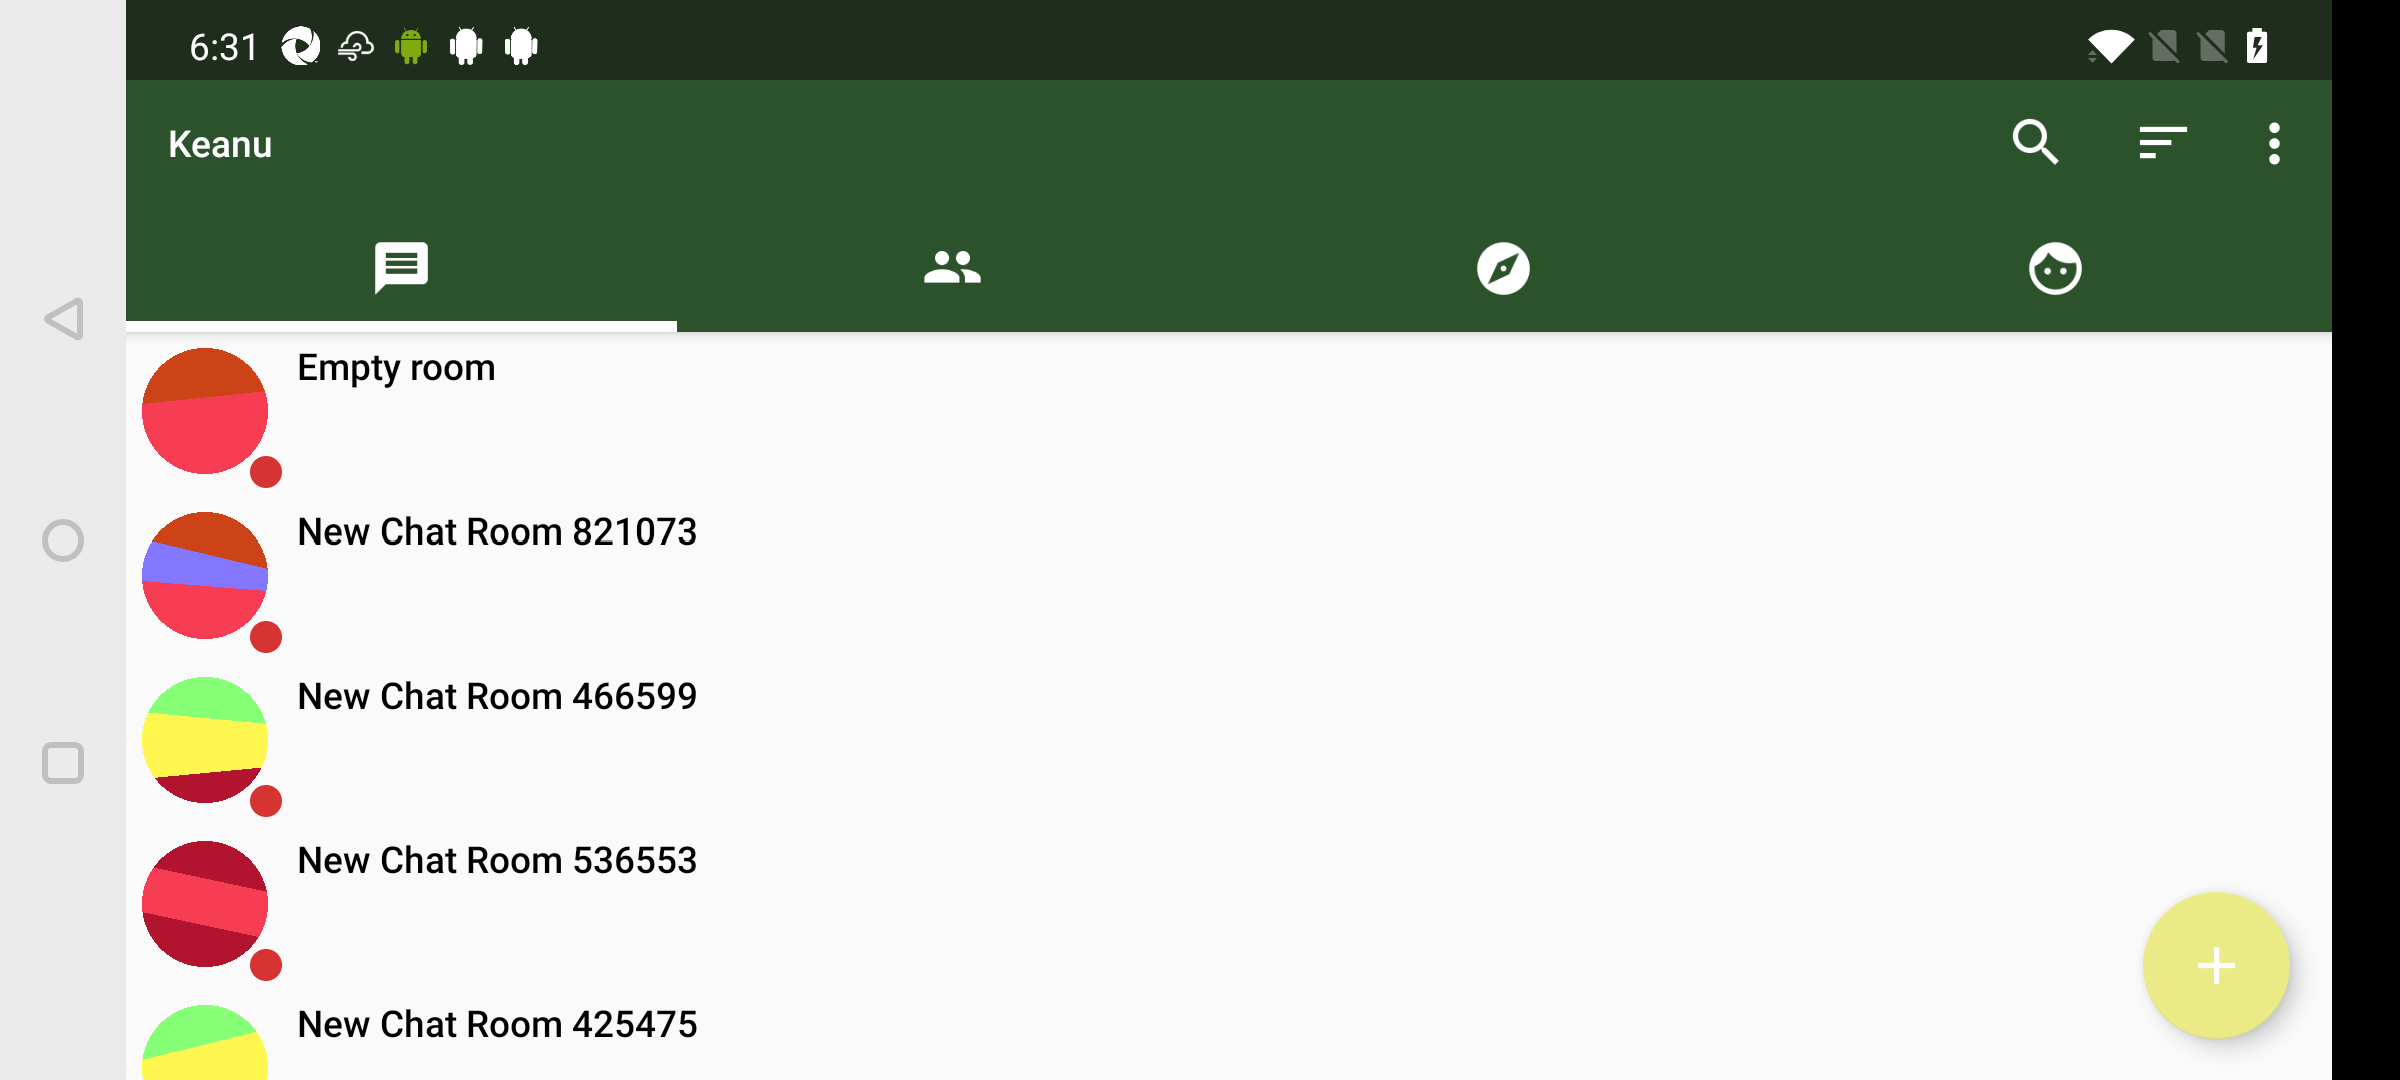 6:31
Keanu
Empty room
New Chat Room 821073
New Chat Room 466599
New Chat Room 536553
New Chat Room 425475